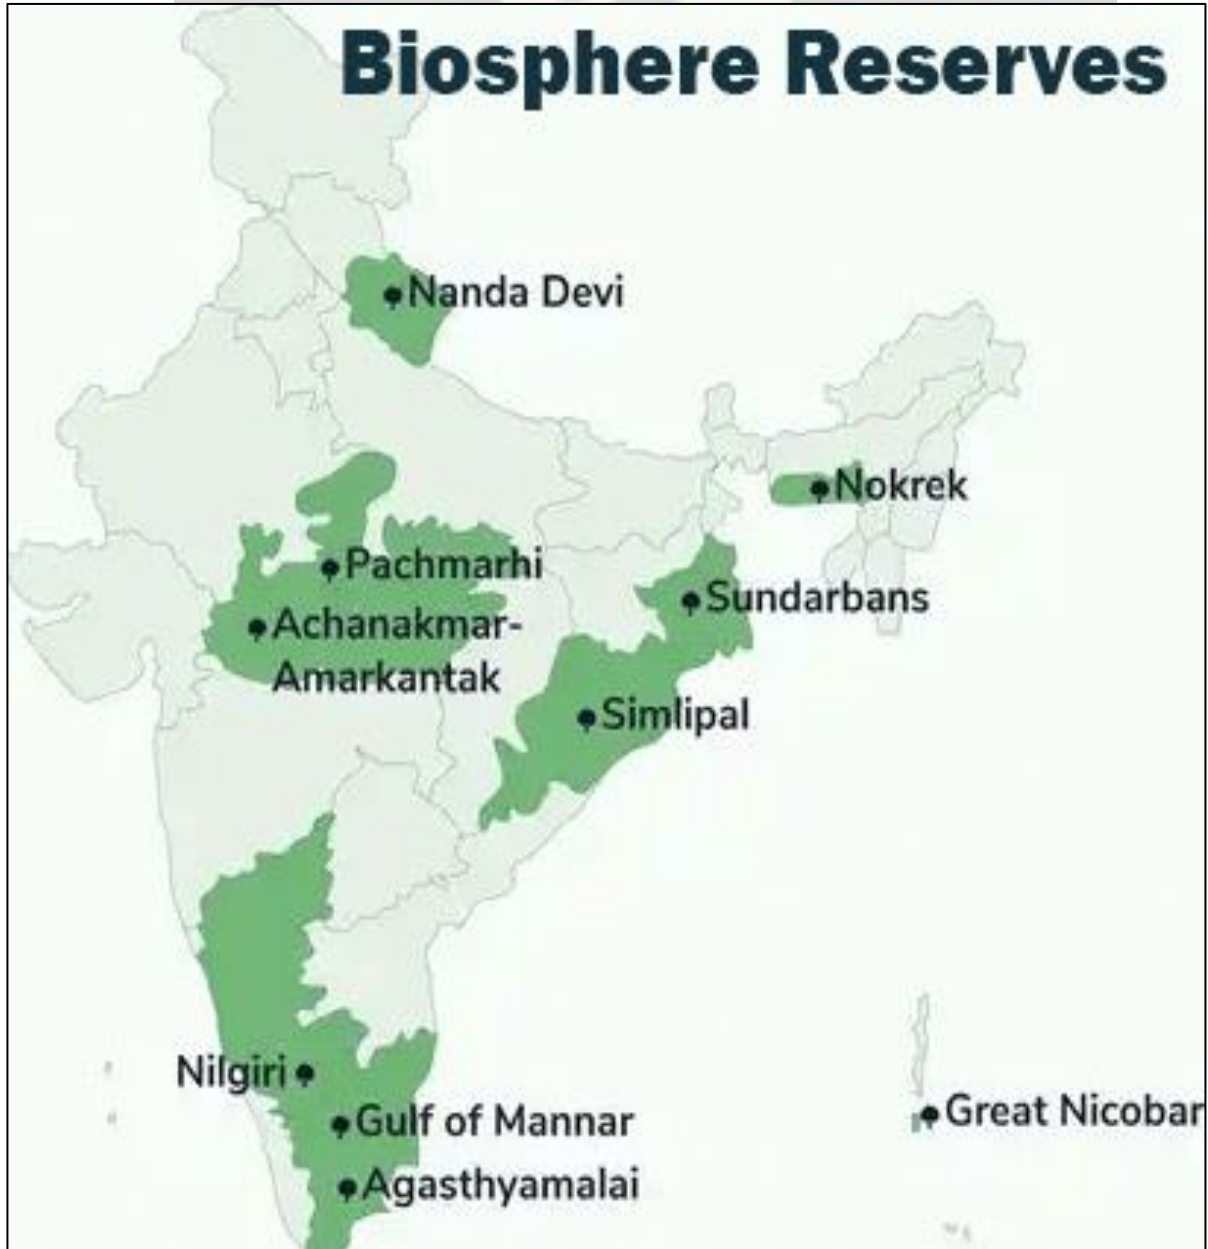 Biosphere Reserves
Nanda Devi
Nokrek
Pachmarhi
Sundarbans
Achanakmar-
Amarkantak
Simlipal
Nilgiri
Great Nicobar
Gulf of Mannar
Agasthyamalai